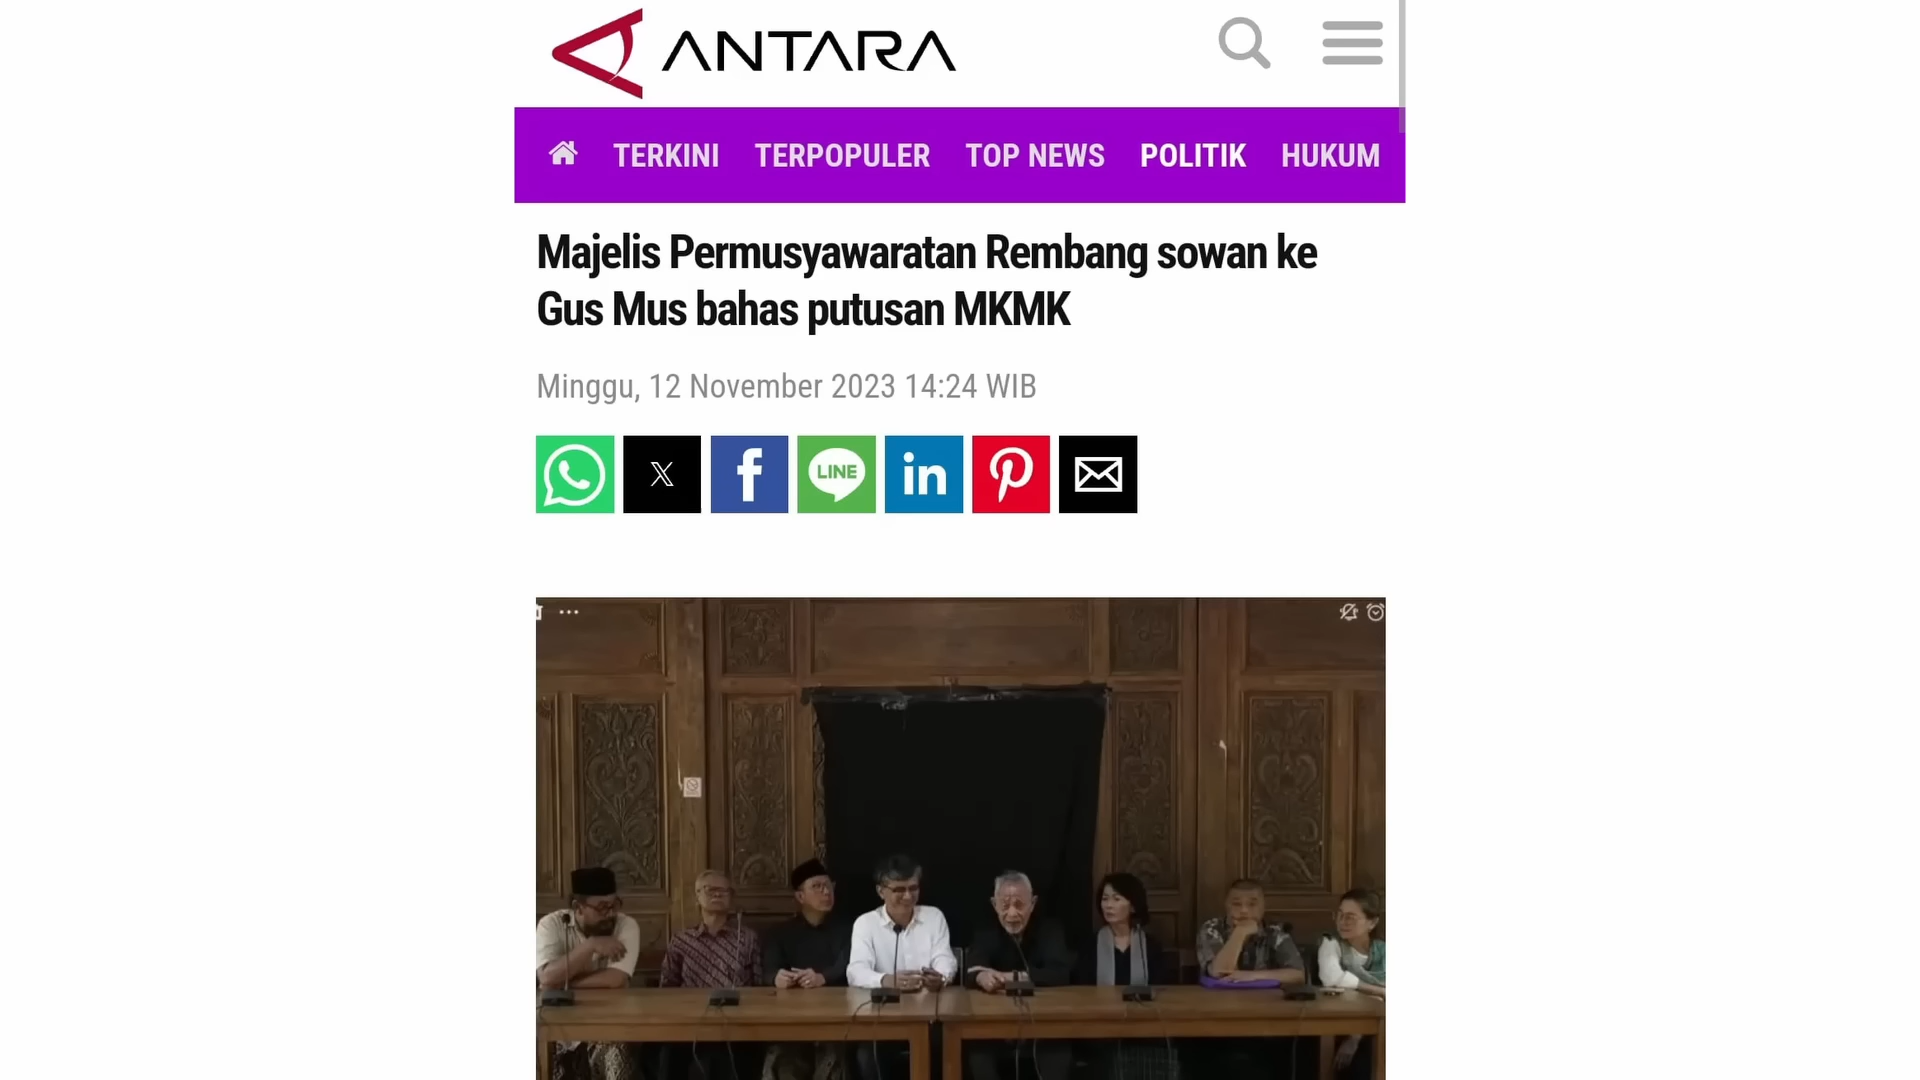 ANTARA
TERKINI TERPOPULER TOP NEWS POLITIK HUKUM
Majelis Permusyawaratan Rembang sowan ke
Gus Mus bahas putusan MKMK
Minggu, 12 November 2023 14:24 WIB
LINE